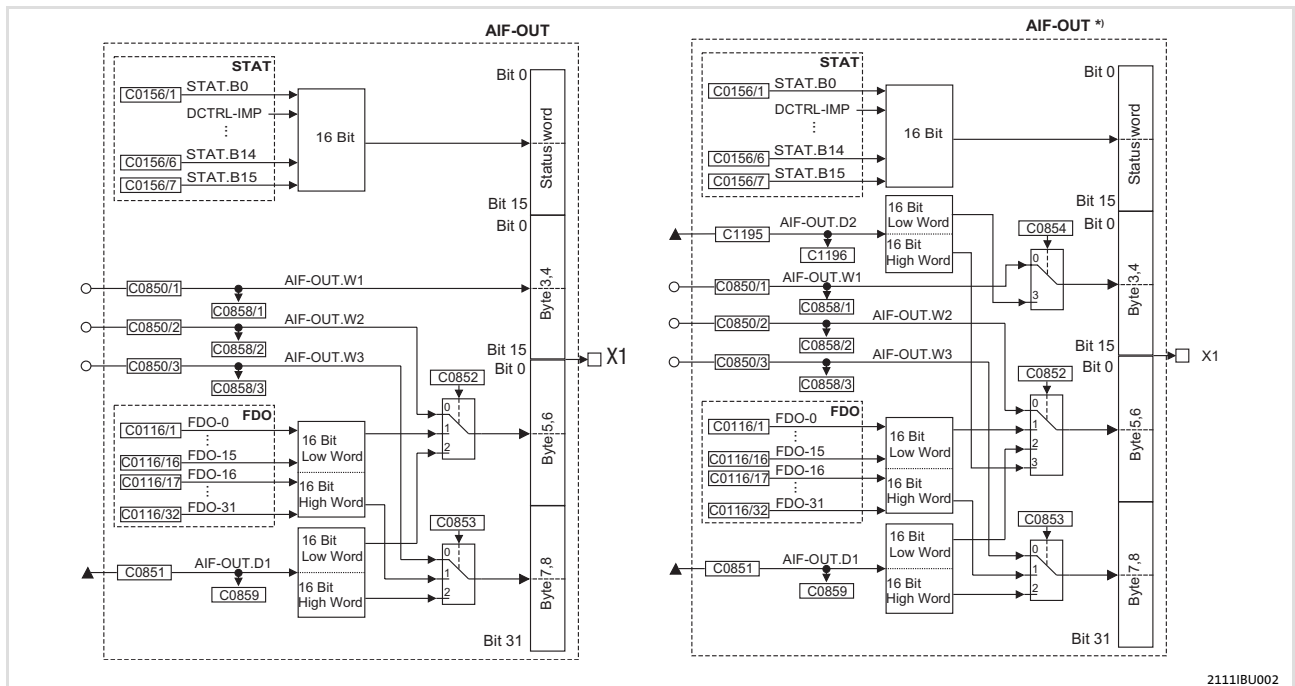 AIF-OUT
STAT
C0156/1
STAT.B0
DCTRL-IMP
⋮
C0156/6
STAT.B14
C0156/7
STAT.B15
16 Bit
Bit 0
Status word
Bit 15
Bit 0
C0850/1
AIF-OUT.W1
C0858/1
Byte 3,4
C0850/2
AIF-OUT.W2
C0858/2
Bit 15
Bit 0
X1
C0850/3
AIF-OUT.W3
C0858/3
C0852
0
1
2
Byte 5,6
FDO
C0116/1
FDO-0
⋮
C0116/16
FDO-15
C0116/17
FDO-16
⋮
C0116/32
FDO-31
16 Bit
Low Word
16 Bit
High Word
C0853
0
1
2
Byte 7,8
C0851
AIF-OUT.D1
C0859
16 Bit
Low Word
16 Bit
High Word
Bit 31
AIF-OUT *)
STAT
C0156/1
STAT.B0
DCTRL-IMP
⋮
C0156/6
STAT.B14
C0156/7
STAT.B15
16 Bit
Bit 0
Status word
Bit 15
Bit 0
C1195
AIF-OUT.D2
C1196
16 Bit
Low Word
16 Bit
High Word
C0854
0
3
Byte 3,4
C0850/1
AIF-OUT.W1
C0858/1
C0850/2
AIF-OUT.W2
C0858/2
Bit 15
Bit 0
X1
C0850/3
AIF-OUT.W3
C0858/3
C0852
0
1
2
3
Byte 5,6
FDO
C0116/1
FDO-0
⋮
C0116/16
FDO-15
C0116/17
FDO-16
⋮
C0116/32
FDO-31
16 Bit
Low Word
16 Bit
High Word
C0853
0
1
2
Byte 7,8
C0851
AIF-OUT.D1
C0859
16 Bit
Low Word
16 Bit
High Word
Bit 31
2111IBU002